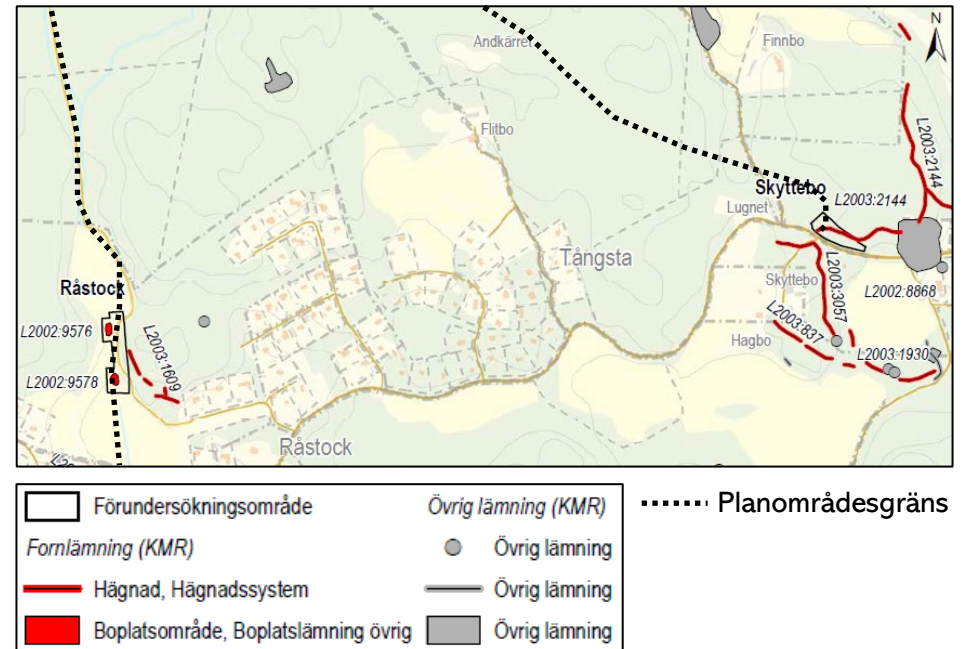 N
Andkärret
Finnbo
Flitbo
L2003:2144
Skyttebo
L2003:2144
Lugnet
Tångsta
Råstock
Skyttebo
L2003:3057
L2002:8868
L2002:9576
L2003:1609
L2003:837
Hagbo
L2003:1930
L2002:9578
Råstock
Förundersökningsområde
Övrig lämning (KMR)
Planområdesgräns
Fornlämning (KMR)
Övrig lämning
Hägnad, Hägnadssystem
Övrig lämning
Boplatsområde, Boplatslämning övrig
Övrig lämning